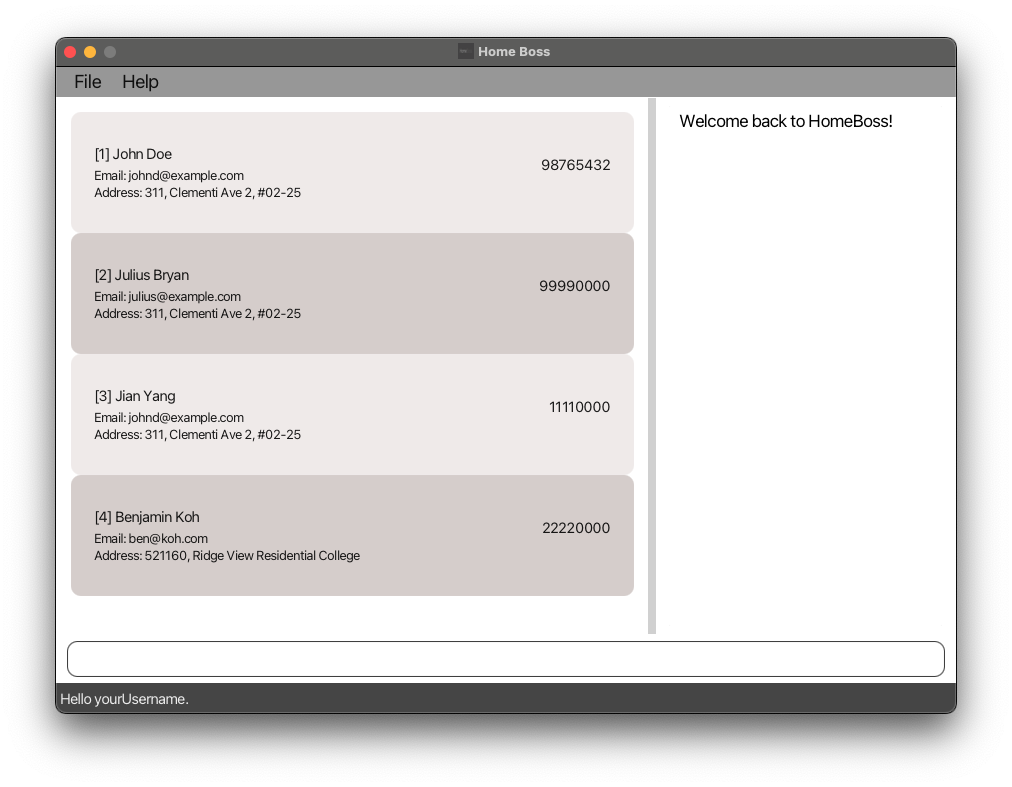 Home Boss
File Help
Welcome back to HomeBoss!
[1] John Doe
98765432
Email: johnd@example.com
Address: 311, Clementi Ave 2, #02-25
[2] Julius Bryan
99990000
Email: julius@example.com
Address: 311, Clementi Ave 2, #02-25
[3] Jian Yang
11110000
Email: johnd@example.com
Address: 311, Clementi Ave 2, #02-25
[4] Benjamin Koh
22220000
Email: ben@koh.com
Address: 521160, Ridge View Residential College
Hello yourUsername.